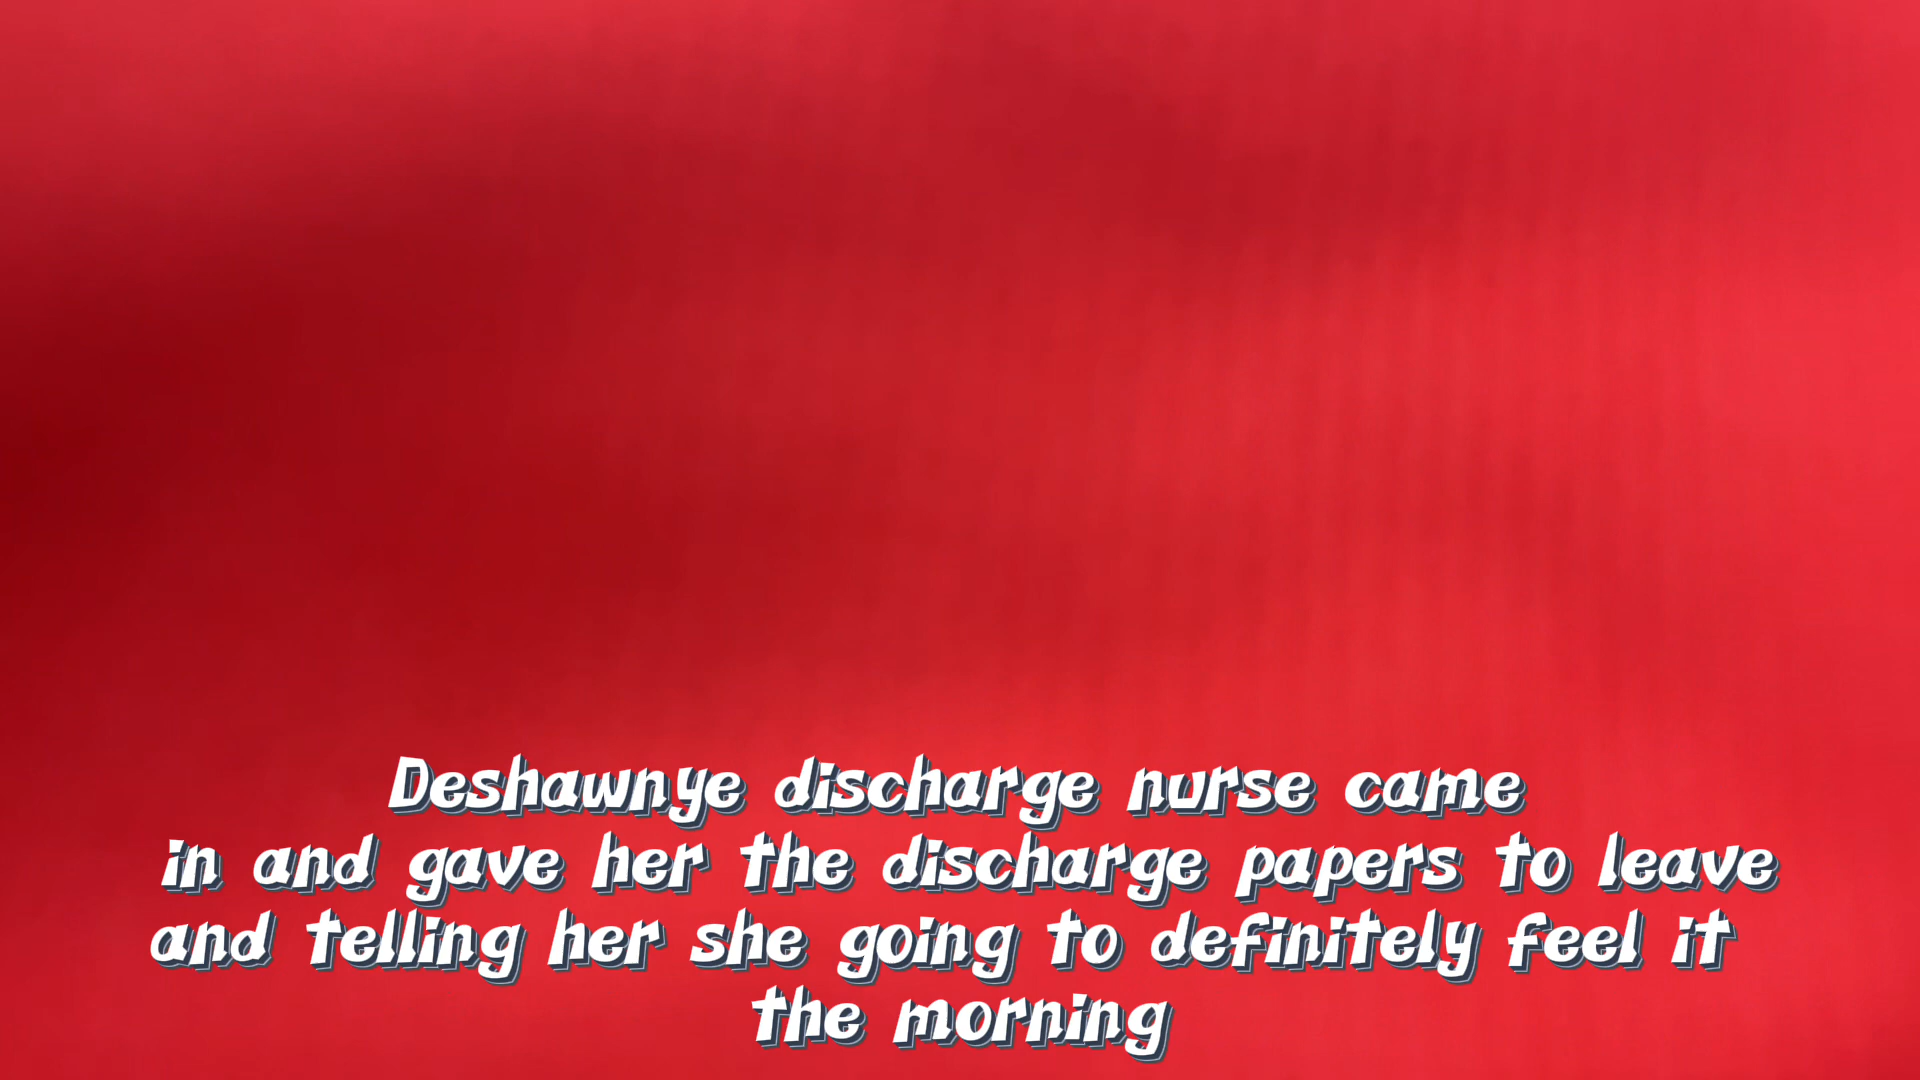 Deshawnye discharge nurse came
in and gave her the discharge papers to leave
and telling her she going to definitely feel it
the morning